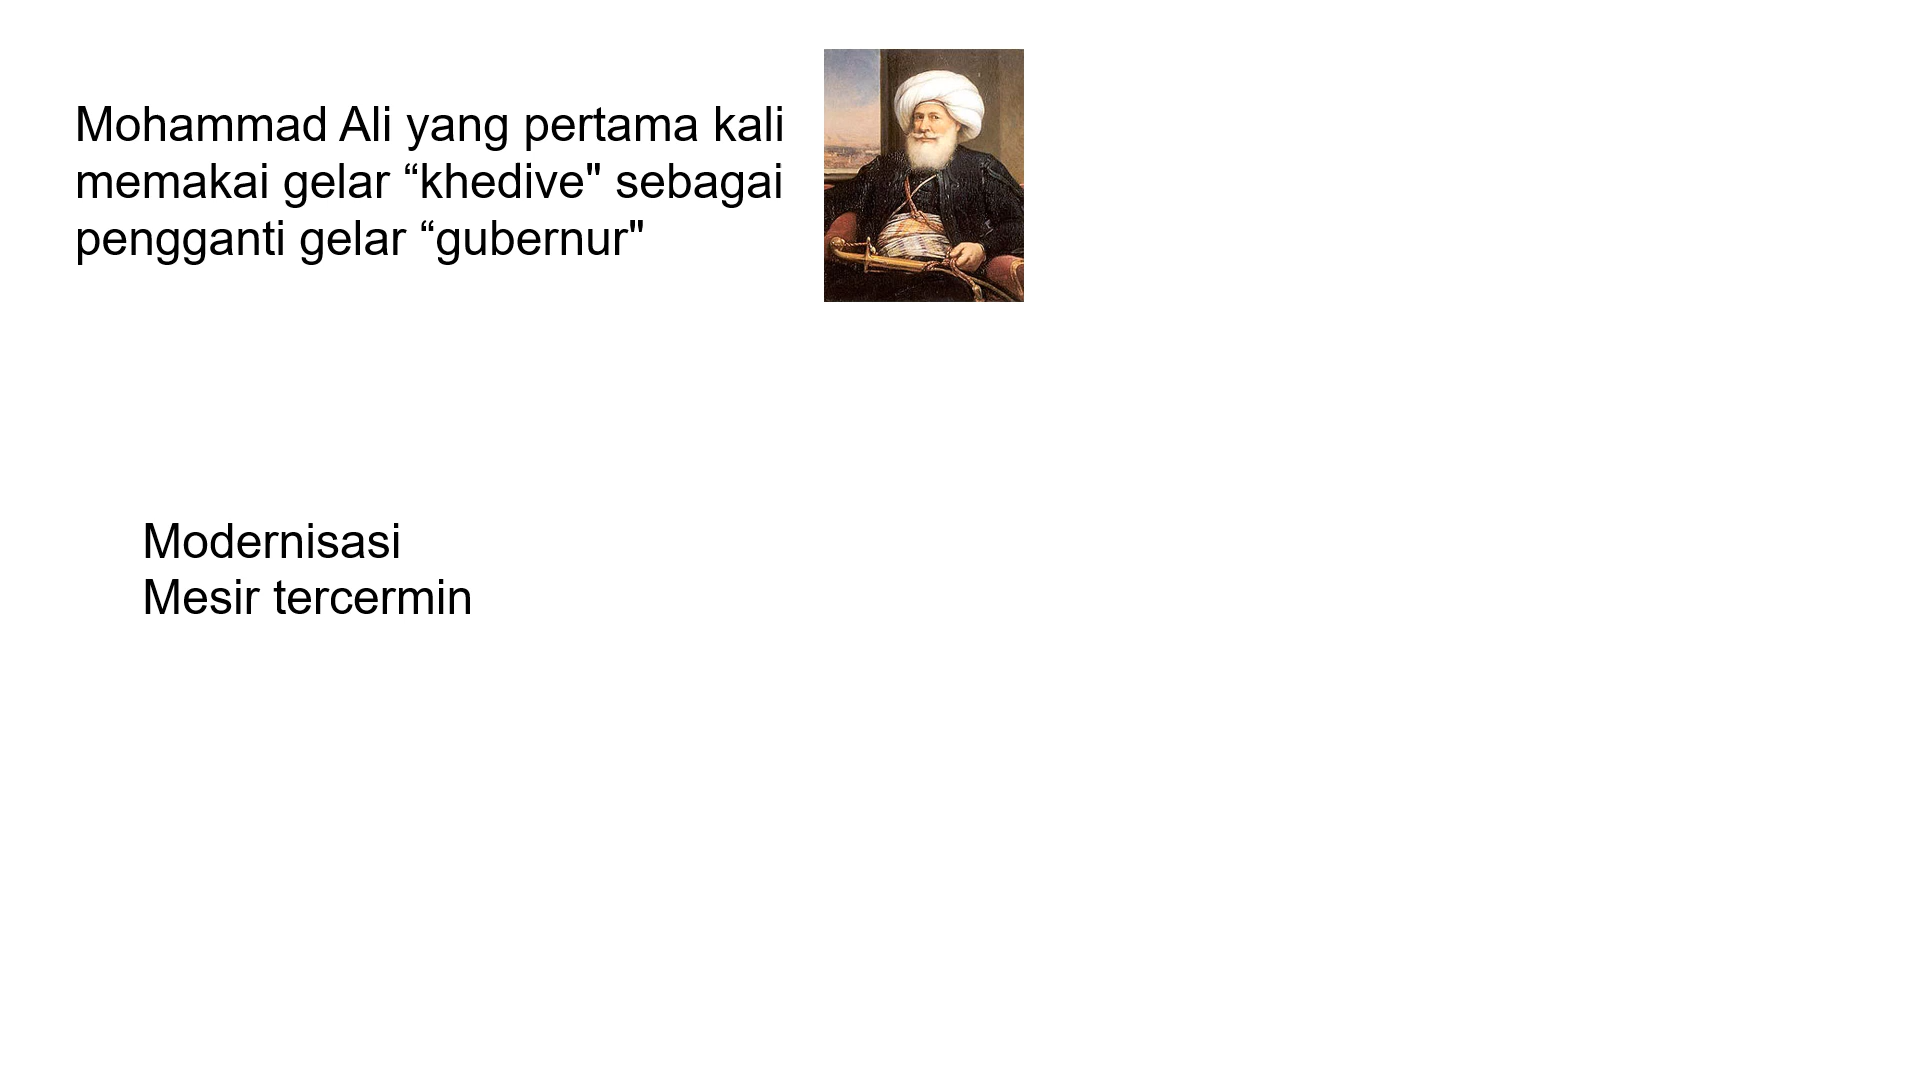 Mohammad Ali yang pertama kali
memakai gelar “khedive" sebagai
pengganti gelar “gubernur"
Modernisasi
Mesir tercermin